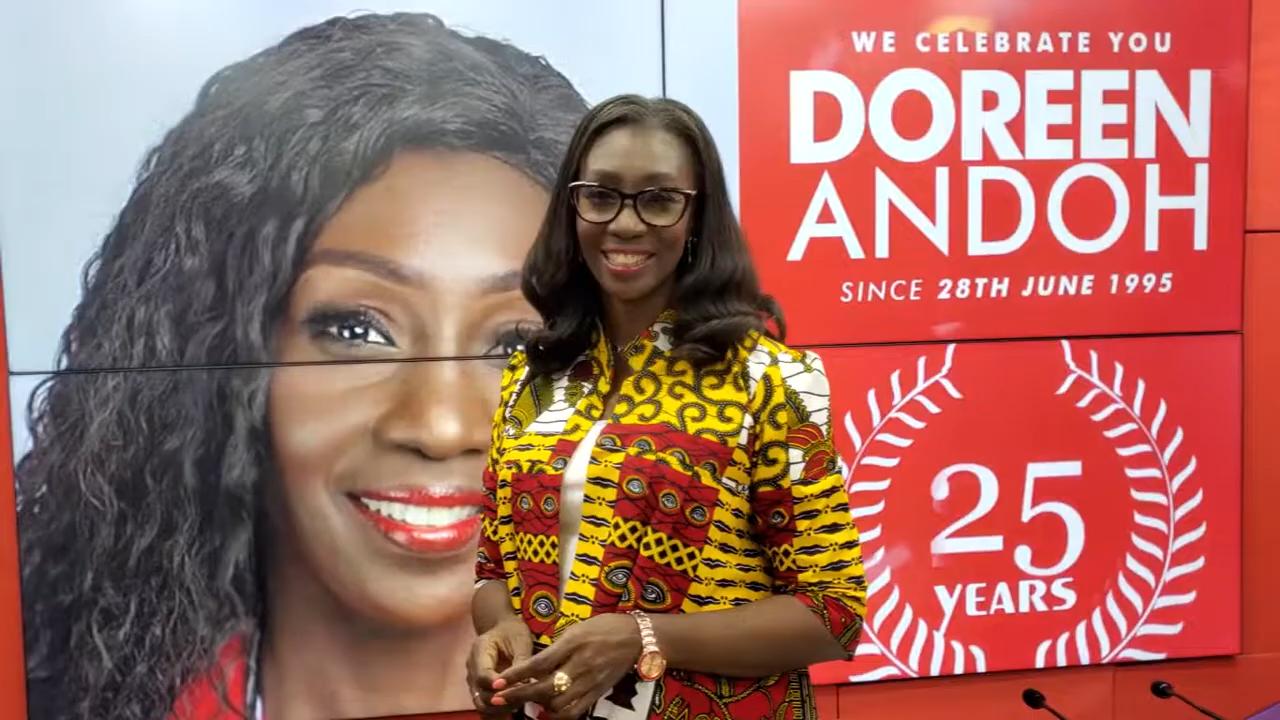 WE CELEBRATE YOU
DOREEN
ANDOH
SINCE 28TH JUNE 1995
25
YEARS